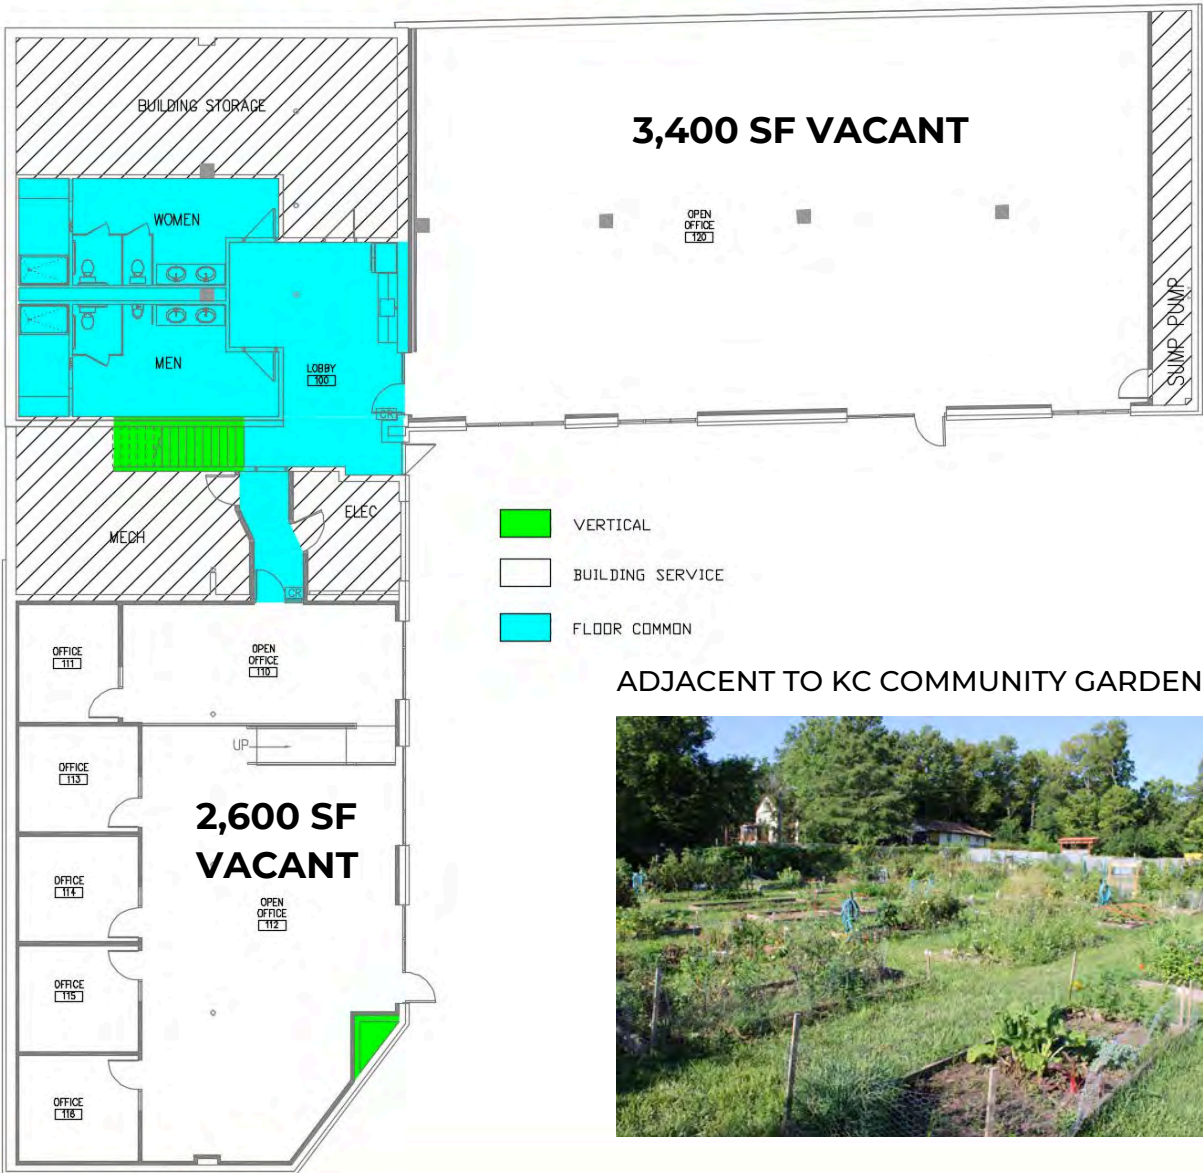 BUILDING STORAGE
3,400 SF VACANT
WOMEN
OPEN
OFFICE
120
SUMP PUMP
MEN
LOBBY
100
CR
MECH
ELEC
CR
VERTICAL
BUILDING SERVICE
FLOOR COMMON
OFFICE
111
OPEN
OFFICE
110
ADJACENT TO KC COMMUNITY GARDEN
UP
OFFICE
113
2,600 SF
VACANT
OFFICE
114
OPEN
OFFICE
112
OFFICE
115
OFFICE
116